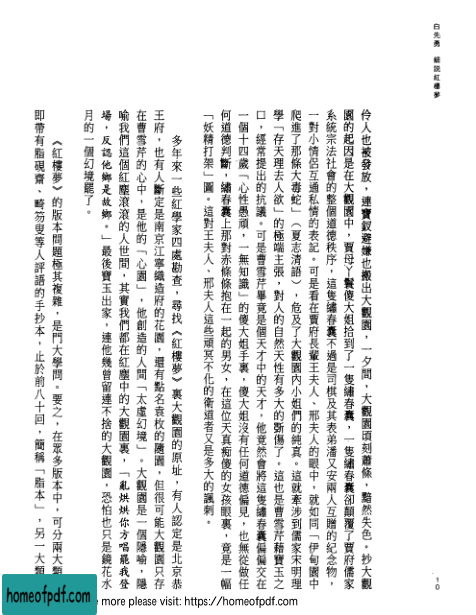 白先勇 細說紅樓夢
伶人也被發放，連寶釵避嫌也搬出大觀園，一夕間，大觀園頃刻蕭條，黯然失色。抄大觀
園的起因是在大觀園中，賈母丫鬟傻大姐拾到了一隻繡春囊，一隻繡春囊卻顛覆了賈府儒家
系統宗法社會的整個道德秩序，這隻繡春囊不過是司棋及其表弟潘又安兩人互贈的紀念物，
一對小情侶互通私情的表記。可是看在賈府長輩王夫人、邢夫人的眼中，就如同「伊甸園中
爬進了那條大毒蛇」（夏志清語），危及了大觀園內小姐們的純真。這就牽涉到儒家宋明理
學「存天理去人欲」的極端主張，對人的自然天性有多大的斲傷了。這也是曹雪芹藉寶玉之
口，經常提出的抗議。可是曹雪芹畢竟是個天才中的天才，他竟然會將這隻繡春囊偏偏交在
一個十四歲「心性愚頑，一無知識」的傻大姐手裏，傻大姐沒有任何道德偏見，也無從做任
何道德判斷，繡春囊上那對赤條條抱在一起的男女，在這位天真痴傻的女孩眼裏，竟是一幅
「妖精打架」圖。這對王夫人、邢夫人這些頑冥不化的衛道者又是多大的諷刺。
多年來一些紅學家四處勘查，尋找《紅樓夢》裏大觀園的原址，有人認定是北京恭
王府，也有人斷定是南京江寧織造府的花園，還有點名袁枚的隨園，但很可能大觀園只存
在曹雪芹的心中，是他的「心園」，他創造的人間「太虛幻境」。大觀園是一個隱喻，隱
喻我們這個紅塵滾滾的人世間，其實我們都在紅塵中的大觀園裏，「亂烘烘你方唱罷我登
場，反認他鄉是故鄉。」最後寶玉出家，連他幾曾留連不捨的大觀園，恐怕也只是鏡花水
月的一個幻境罷了。
《紅樓夢》的版本問題極其複雜，是門大學問。要之，在眾多版本中，可分兩大類
即帶有脂硯齋、畸笏叟等人評語的手抄本，止於前八十回，簡稱「脂本」，另一大類
·10
homeofpdf.com
more please visit: https://homeofpdf.com